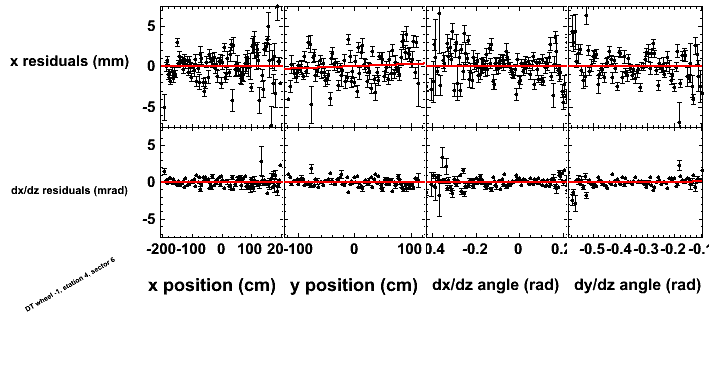 x residuals (mm)
5
0
-5
dx/dz residuals (mrad)
5
0
-5
-200-100 0 100 20-100 0 100 0.4 -0.2 0 0.2 -0.5-0.4-0.3-0.2-0.1
x position (cm) y position (cm) dx/dz angle (rad) dy/dz angle (rad)
DT wheel -1, station 4, sector 6